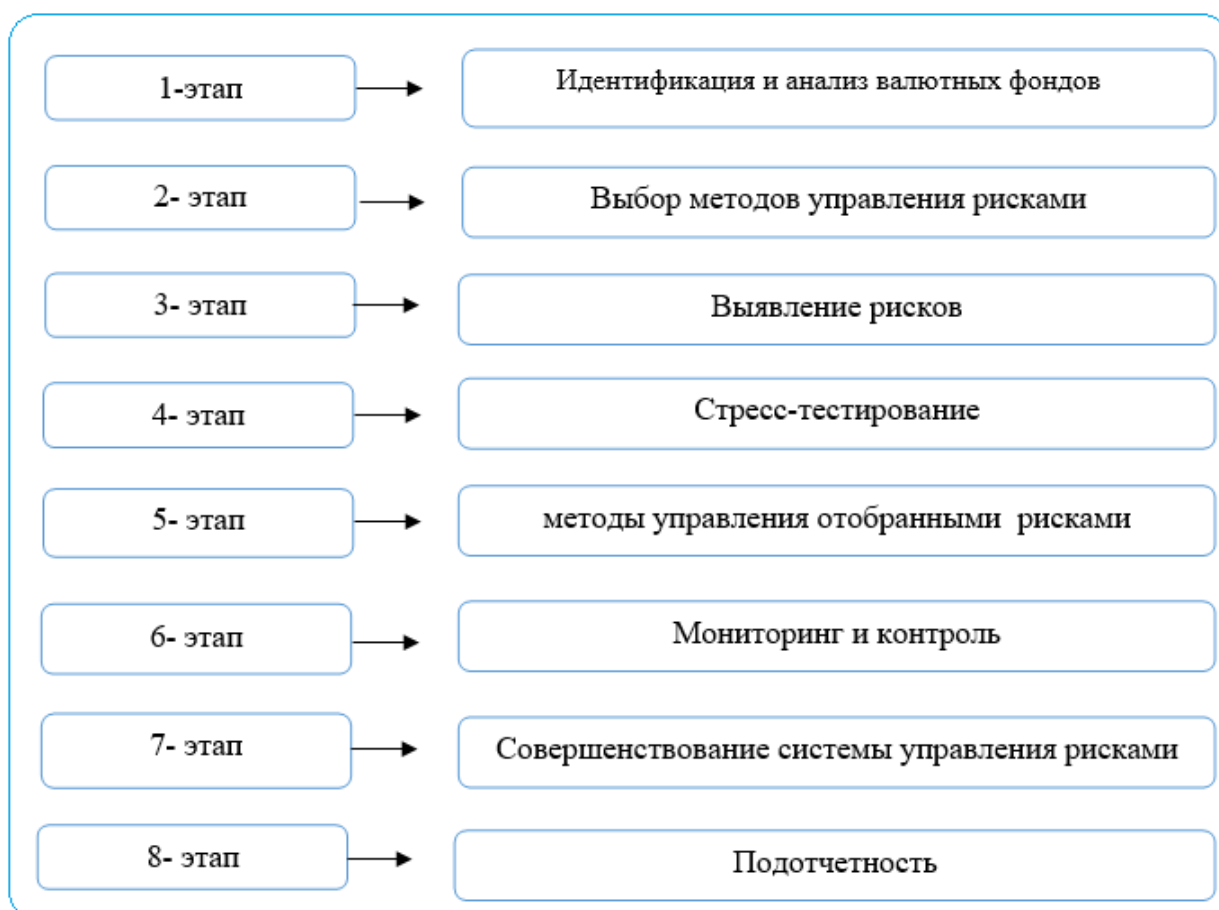 1-этап
Идентификация и анализ валютных фондов
2- этап
Выбор методов управления рисками
3- этап
Выявление рисков
4- этап
Стресс-тестирование
5- этап
методы управления отобранными  рисками
6- этап
Мониторинг и контроль
7- этап
Совершенствование системы управления рисками
8- этап
Подотчетность